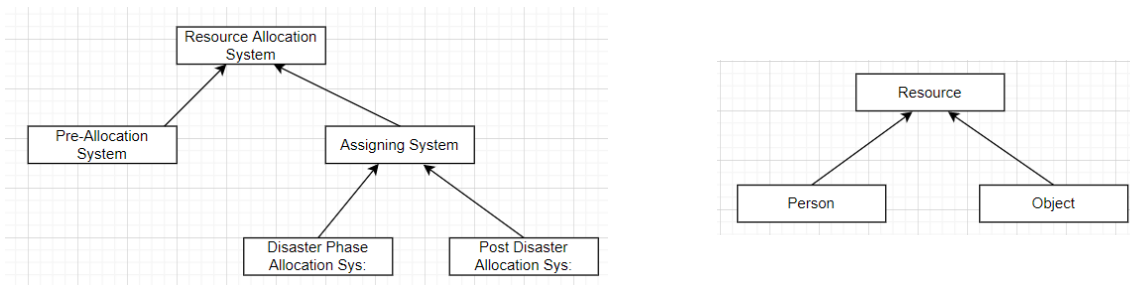 Resource Allocation
System
Pre-Allocation
System
Assigning System
Disaster Phase
Allocation Sys:
Post Disaster
Allocation Sys:
Resource
Person
Object